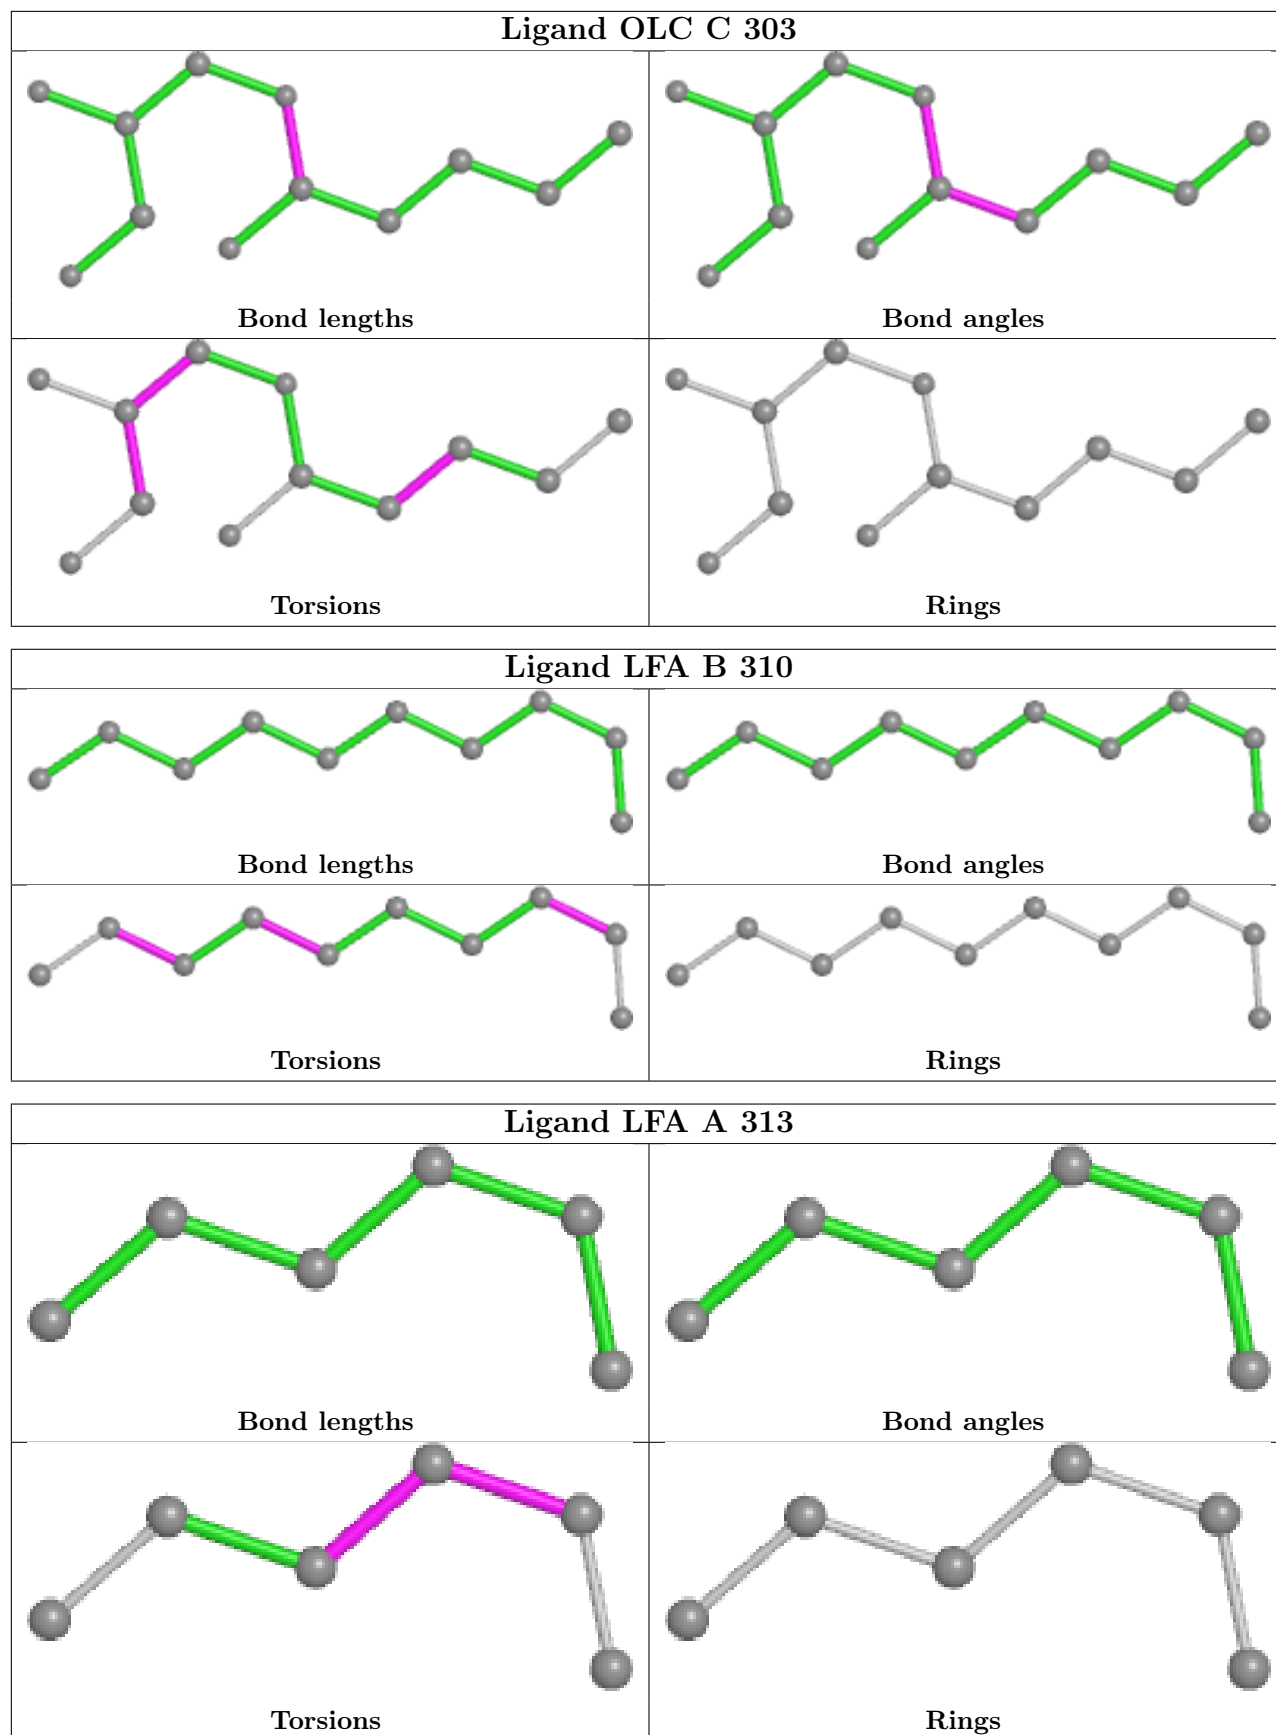 Ligand OLC C 303
Bond lengths
Bond angles
Torsions
Rings
Ligand LFA B 310
Bond lengths
Bond angles
Torsions
Rings
Ligand LFA A 313
Bond lengths
Bond angles
Torsions
Rings